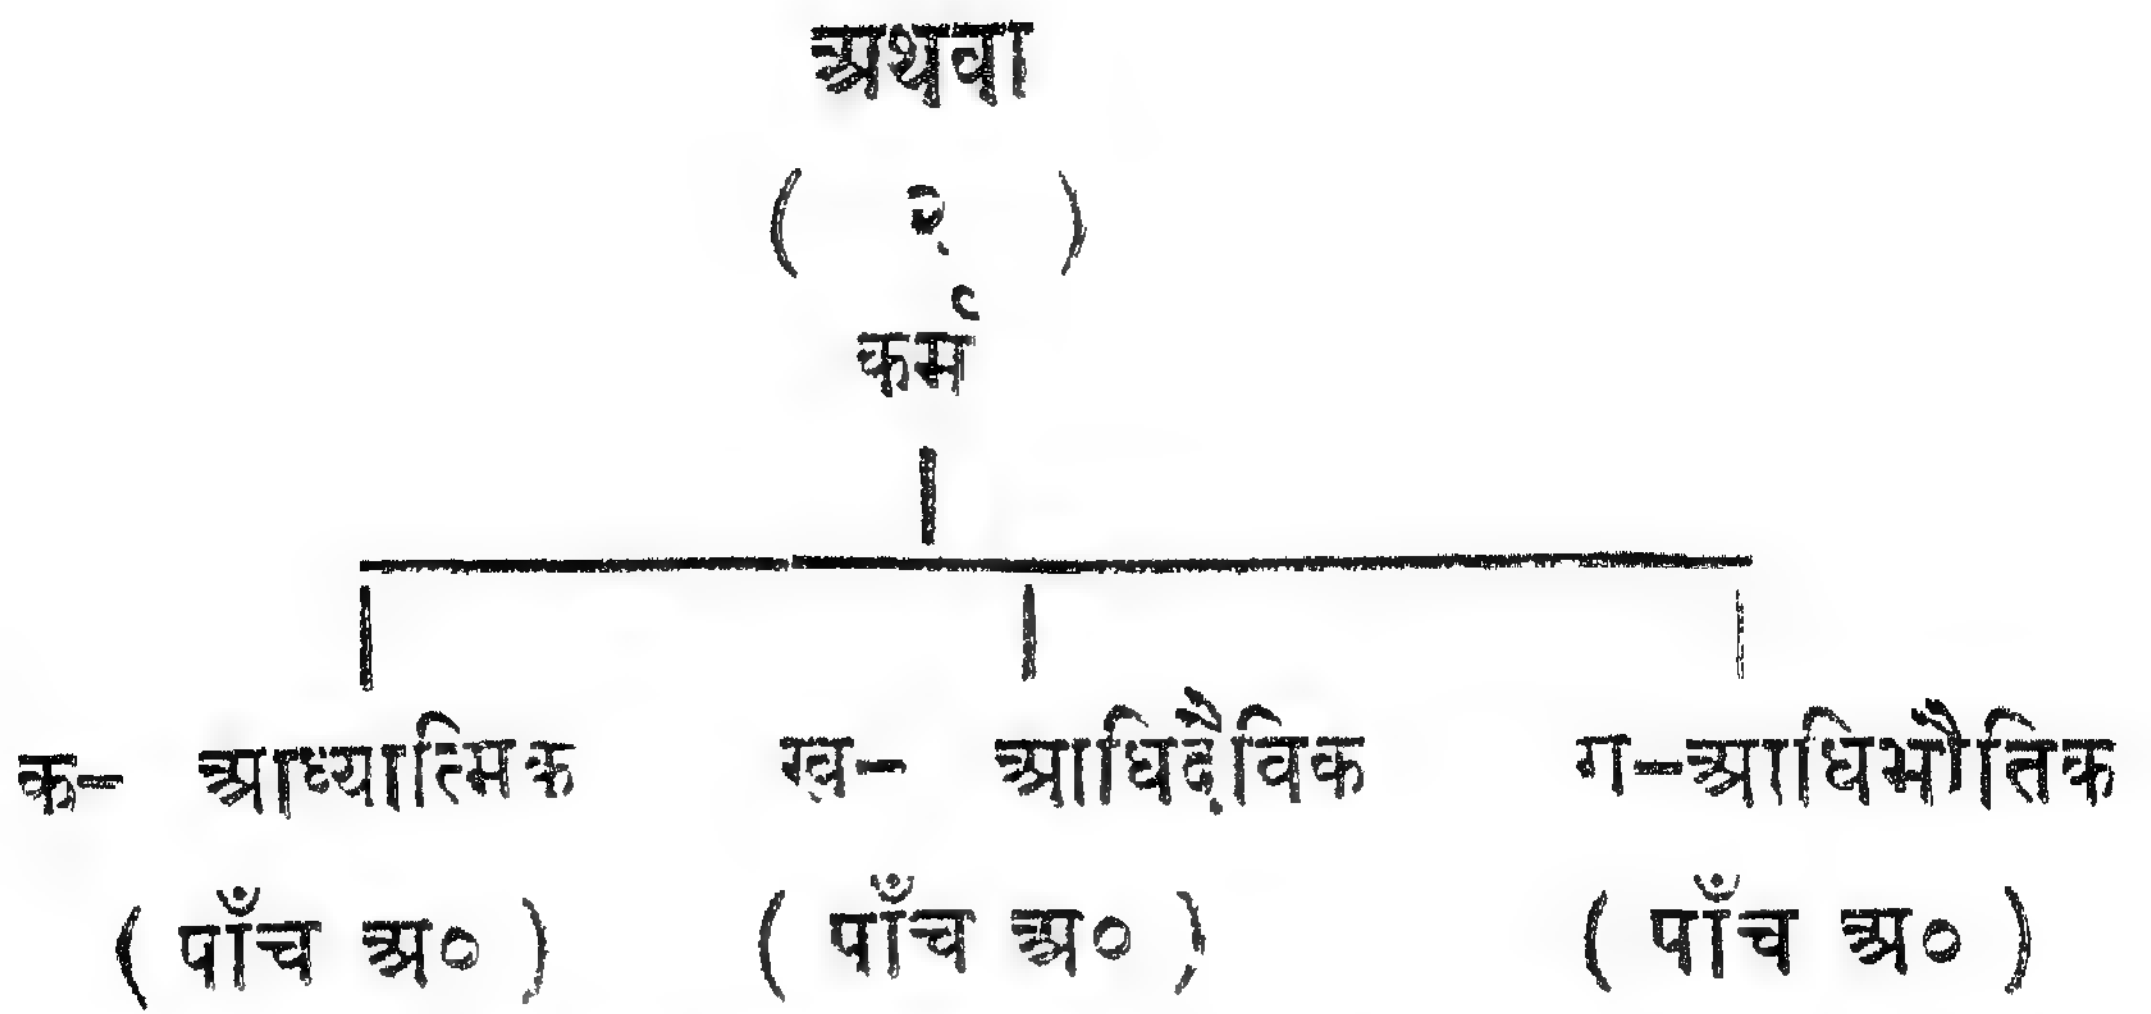 अथवा
( २ )
कर्म
क- आध्यात्मिक ख- आधिदैविक ग-आधिभौतिक
( पाँच अ० ) ( पाँच अ० ) ( पाँच अ० )